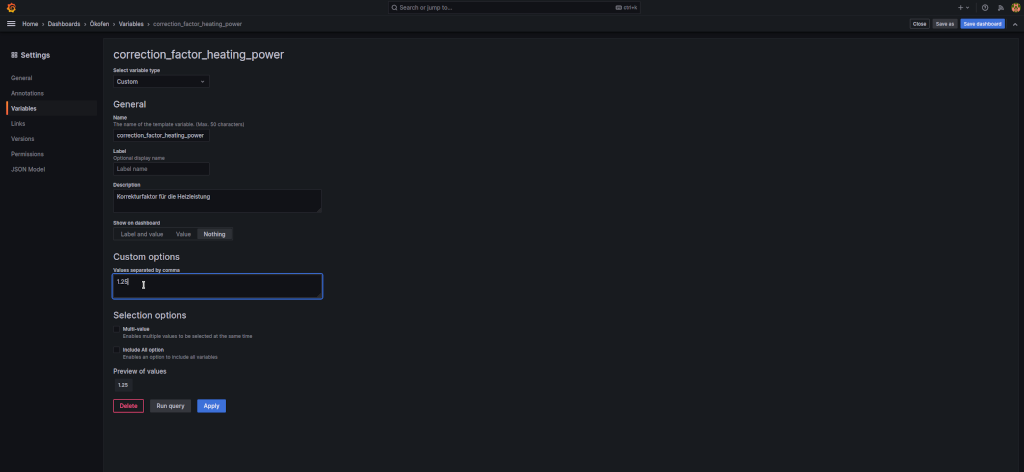 Search or jump to...
ctrl+k
Home > Dashboards > Ökofen > Variables > correction_factor_heating_power
Close
Save as
Save dashboard
Settings
General
Annotations
Variables
Links
Versions
Permissions
JSON Model
correction_factor_heating_power
Select variable type
Custom
General
Name
The name of the template variable. (Max. 50 characters)
correction_factor_heating_power
Label
Optional display name
Label name
Description
Korrekturfaktor für die Heizleistung
Show on dashboard
Label and value
Value
Nothing
Custom options
Values separated by comma
1.25
Selection options
Multi-value
Enables multiple values to be selected at the same time
Include All option
Enables an option to include all variables
Preview of values
1.25
Delete
Run query
Apply